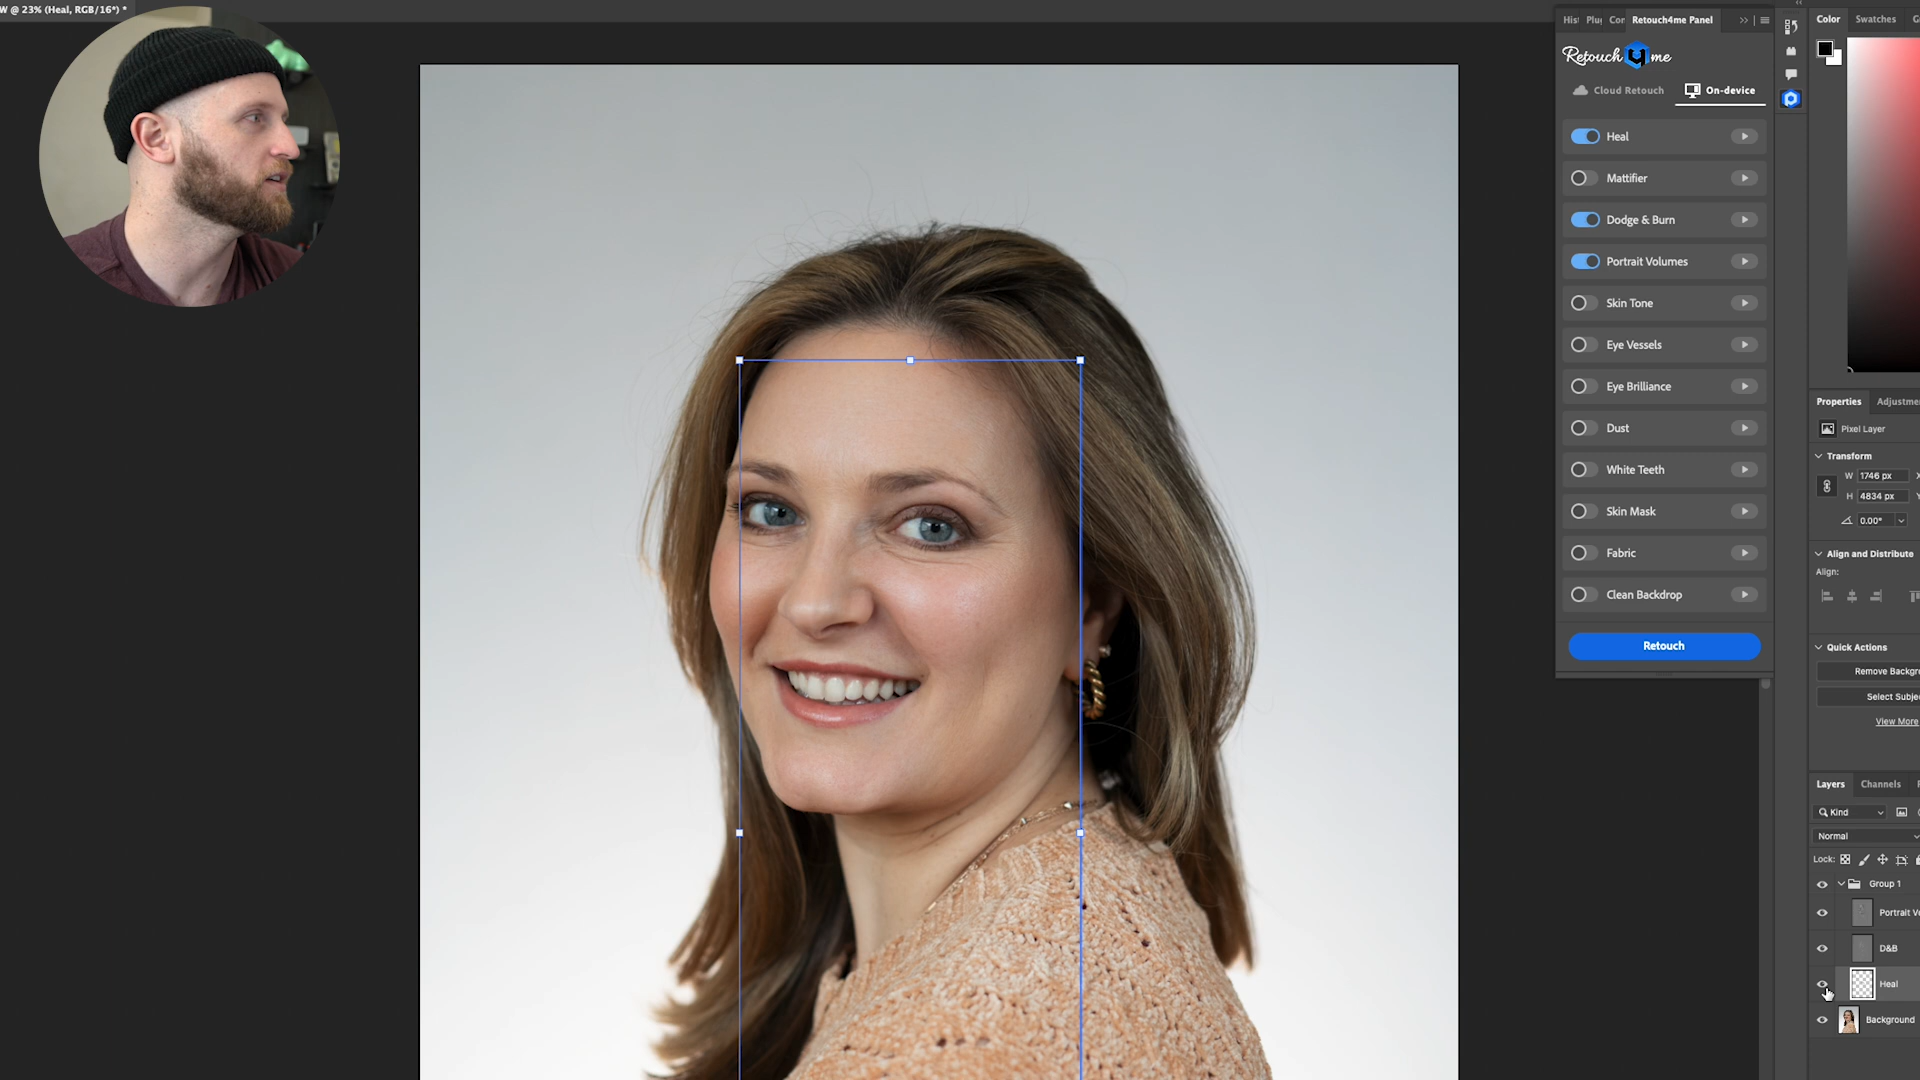 W @ 23% (Heal, RGB/16*) *
His Plu Cor Retouch4me Panel
Retouch4me
Cloud Retouch On-device
Heal
Mattifier
Dodge & Burn
Portrait Volumes
Skin Tone
Eye Vessels
Eye Brilliance
Dust
White Teeth
Skin Mask
Fabric
Clean Backdrop
Retouch
Color Swatches G
Properties Adjustme
Pixel Layer
Transform
W 1746 px X
H 4834 px Y
0.00°
Align and Distribute
Align:
Quick Actions
Remove Backgr
Select Subje
View More
Layers Channels P
Kind
Normal
Lock:
Group 1
Portrait Vo
D&B
Heal
Background